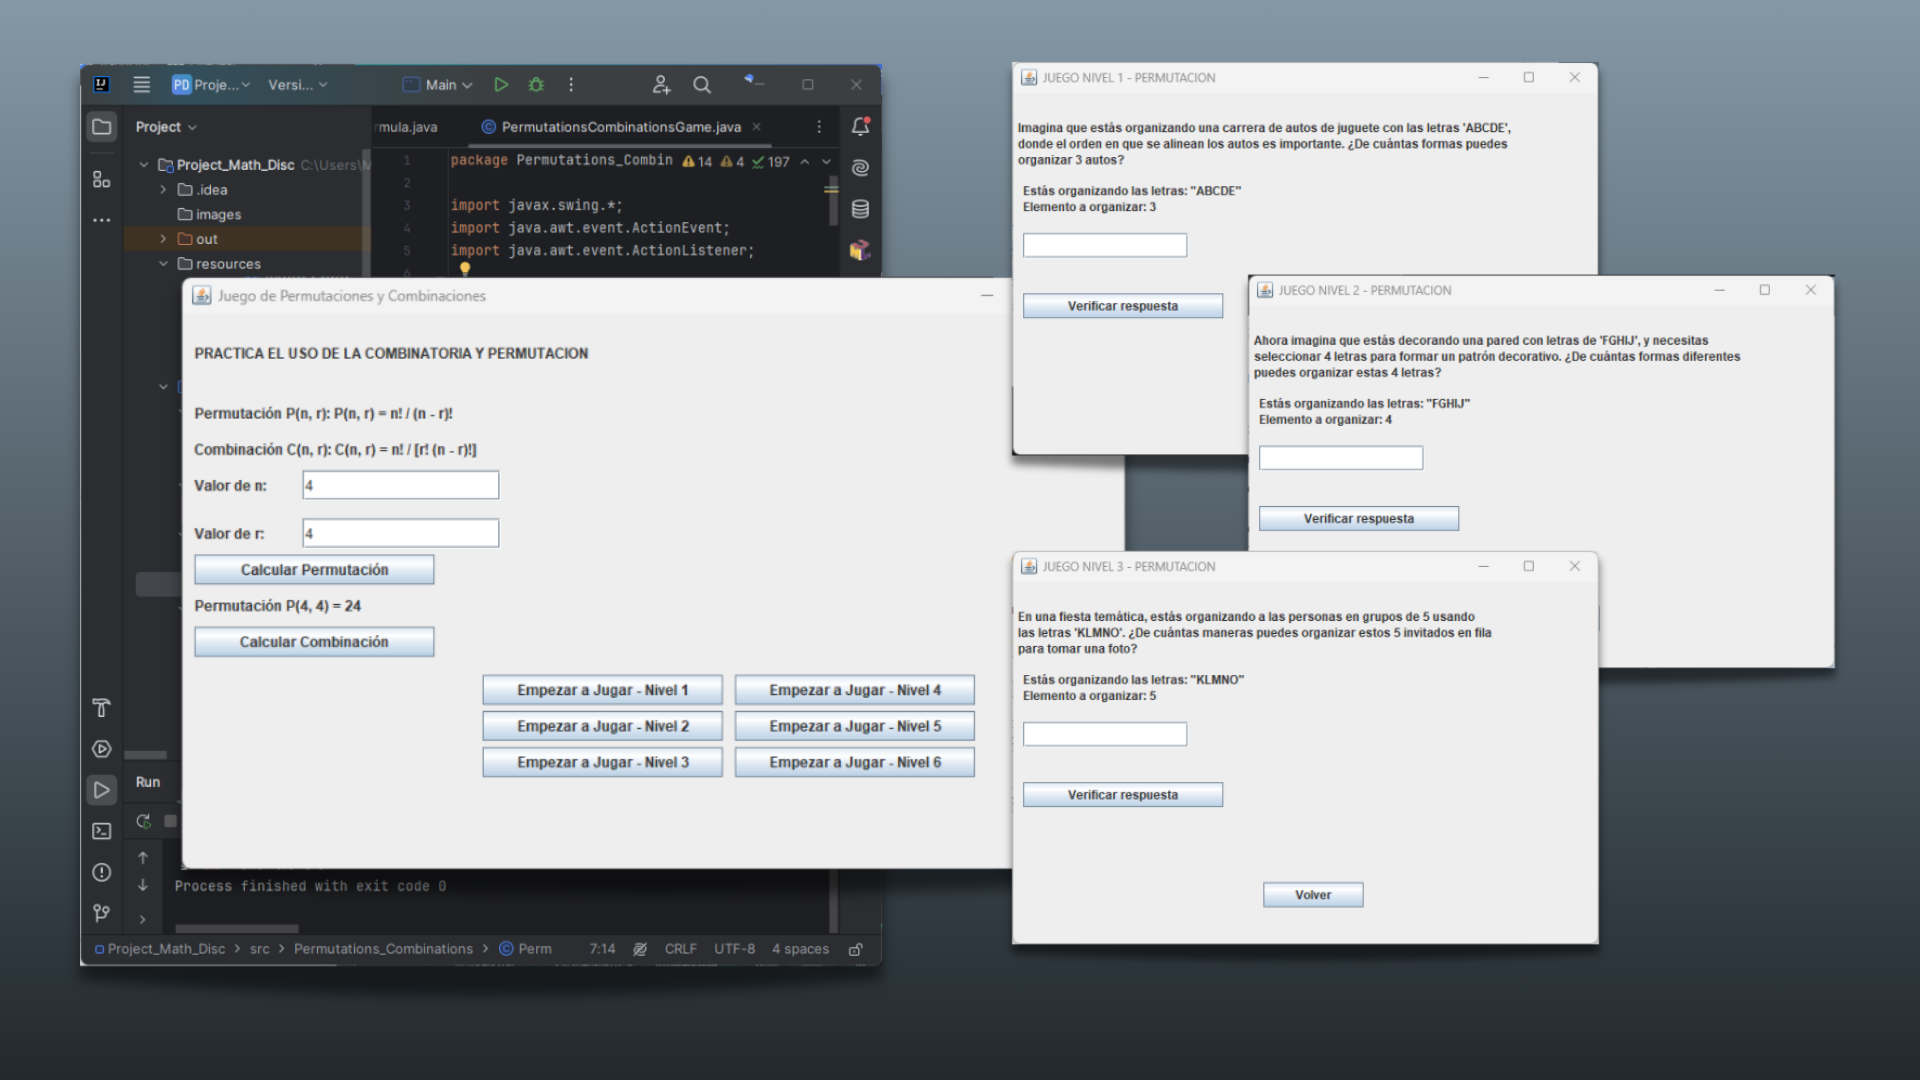 PD Proje...
Versi...
Main
Project
rmula.java
PermutationsCombinationsGame.java
Project_Math_Disc C:\Users\M
.idea
images
out
resources
1 package Permutations_Combin 14 4 197
2
3 import javax.swing.*;
4 import java.awt.event.ActionEvent;
5 import java.awt.event.ActionListener;
6
Juego de Permutaciones y Combinaciones
PRACTICA EL USO DE LA COMBINATORIA Y PERMUTACION
Permutación P(n, r): P(n, r) = n! / (n - r)!
Combinación C(n, r): C(n, r) = n! / [r! (n - r)!]
Valor de n: 4
Valor de r: 4
Calcular Permutación
Permutación P(4, 4) = 24
Calcular Combinación
Empezar a Jugar - Nivel 1
Empezar a Jugar - Nivel 4
Empezar a Jugar - Nivel 2
Empezar a Jugar - Nivel 5
Empezar a Jugar - Nivel 3
Empezar a Jugar - Nivel 6
Run
Process finished with exit code 0
Project_Math_Disc > src > Permutations_Combinations > Perm 7:14 CRLF UTF-8 4 spaces
JUEGO NIVEL 1 - PERMUTACION
Imagina que estás organizando una carrera de autos de juguete con las letras 'ABCDE',
donde el orden en que se alinean los autos es importante. ¿De cuántas formas puedes
organizar 3 autos?
Estás organizando las letras: "ABCDE"
Elemento a organizar: 3
Verificar respuesta
JUEGO NIVEL 2 - PERMUTACION
Ahora imagina que estás decorando una pared con letras de 'FGHIJ', y necesitas
seleccionar 4 letras para formar un patrón decorativo. ¿De cuántas formas diferentes
puedes organizar estas 4 letras?
Estás organizando las letras: "FGHIJ"
Elemento a organizar: 4
Verificar respuesta
JUEGO NIVEL 3 - PERMUTACION
En una fiesta temática, estás organizando a las personas en grupos de 5 usando
las letras 'KLMNO'. ¿De cuántas maneras puedes organizar estos 5 invitados en fila
para tomar una foto?
Estás organizando las letras: "KLMNO"
Elemento a organizar: 5
Verificar respuesta
Volver